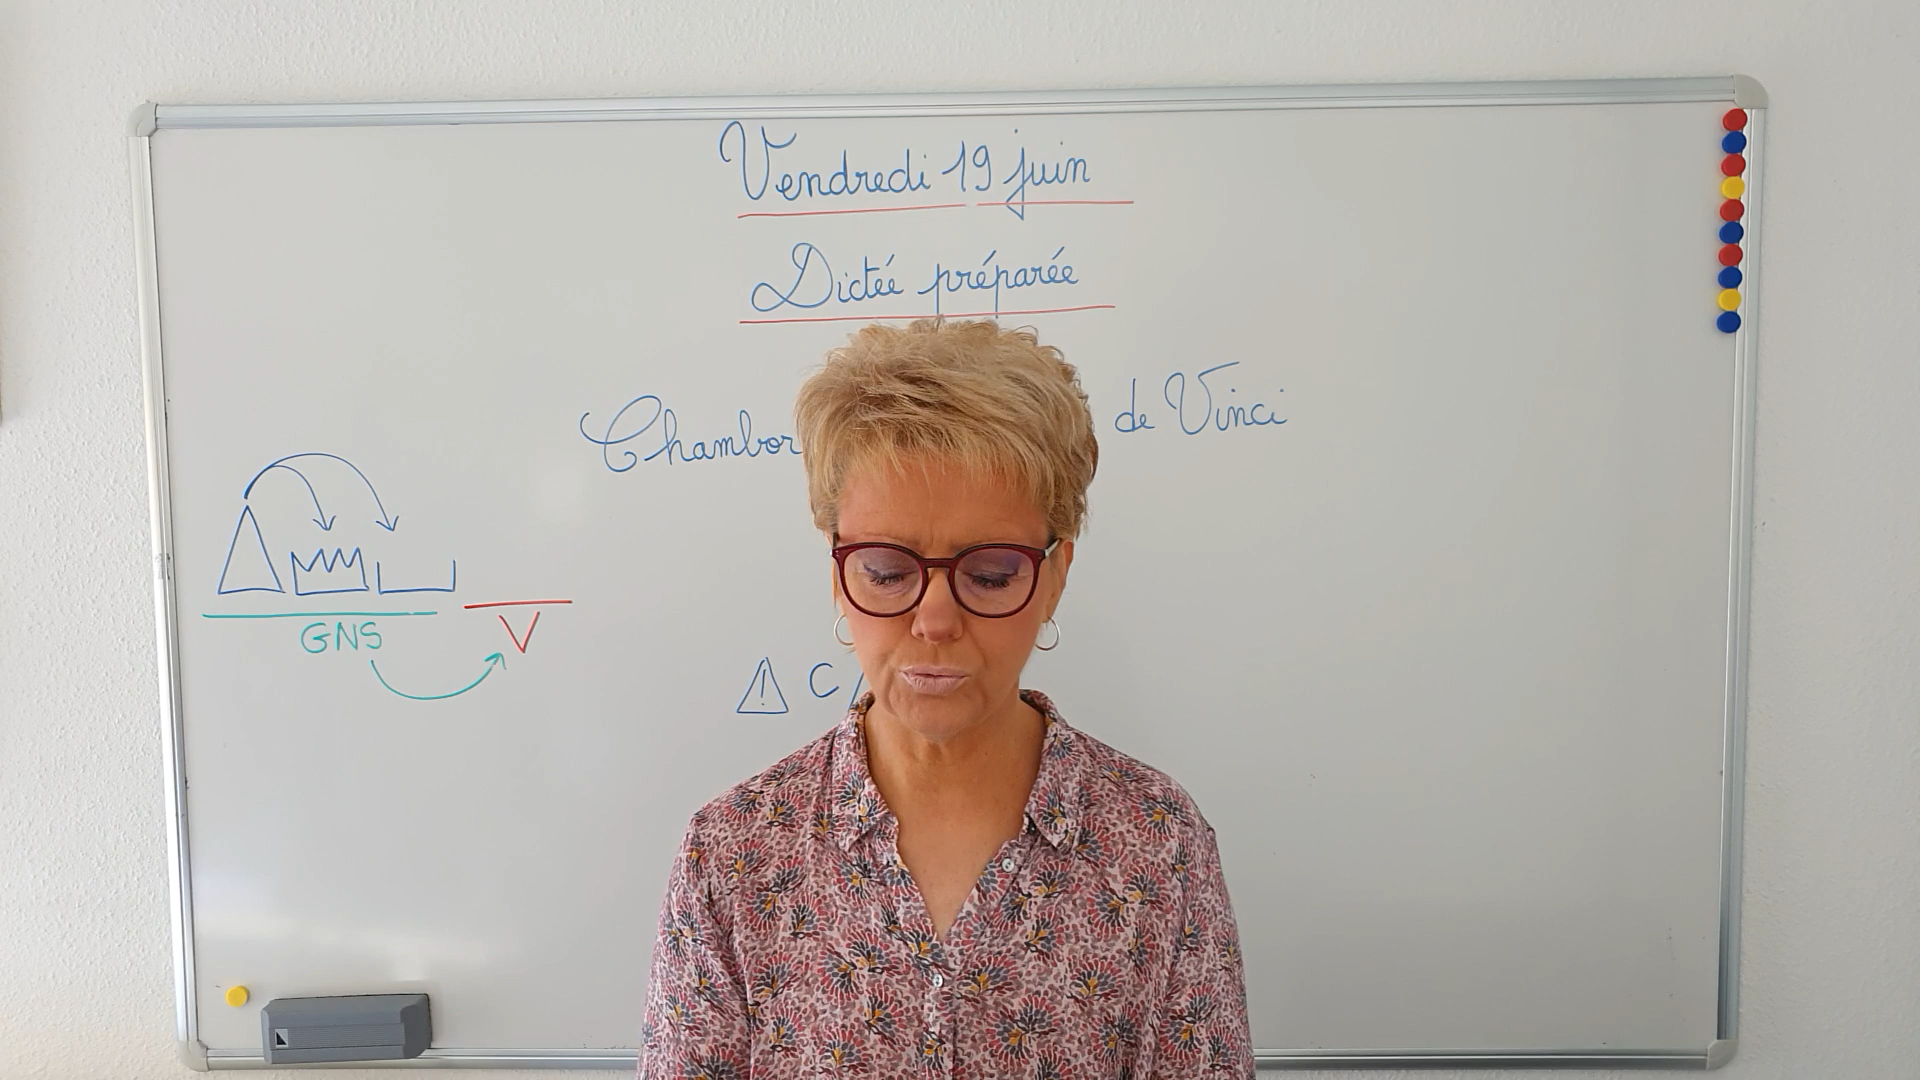 Vendredi 19 juin
Dictée préparée
de Vinci
GNS
V
! C